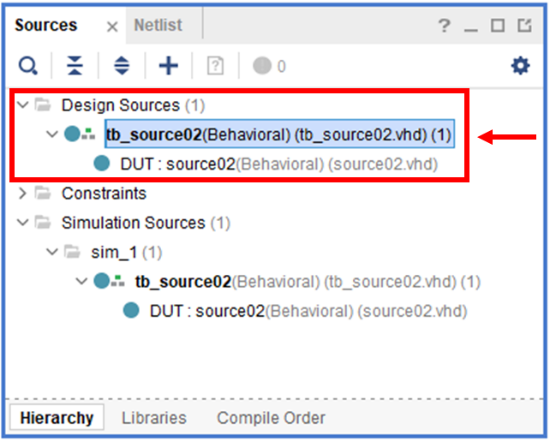 Sources × Netlist ? _
0
Design Sources (1)
tb_source02(Behavioral) (tb_source02.vhd) (1)
DUT : source02(Behavioral) (source02.vhd)
Constraints
Simulation Sources (1)
sim_1 (1)
tb_source02(Behavioral) (tb_source02.vhd) (1)
DUT : source02(Behavioral) (source02.vhd)
Hierarchy Libraries Compile Order